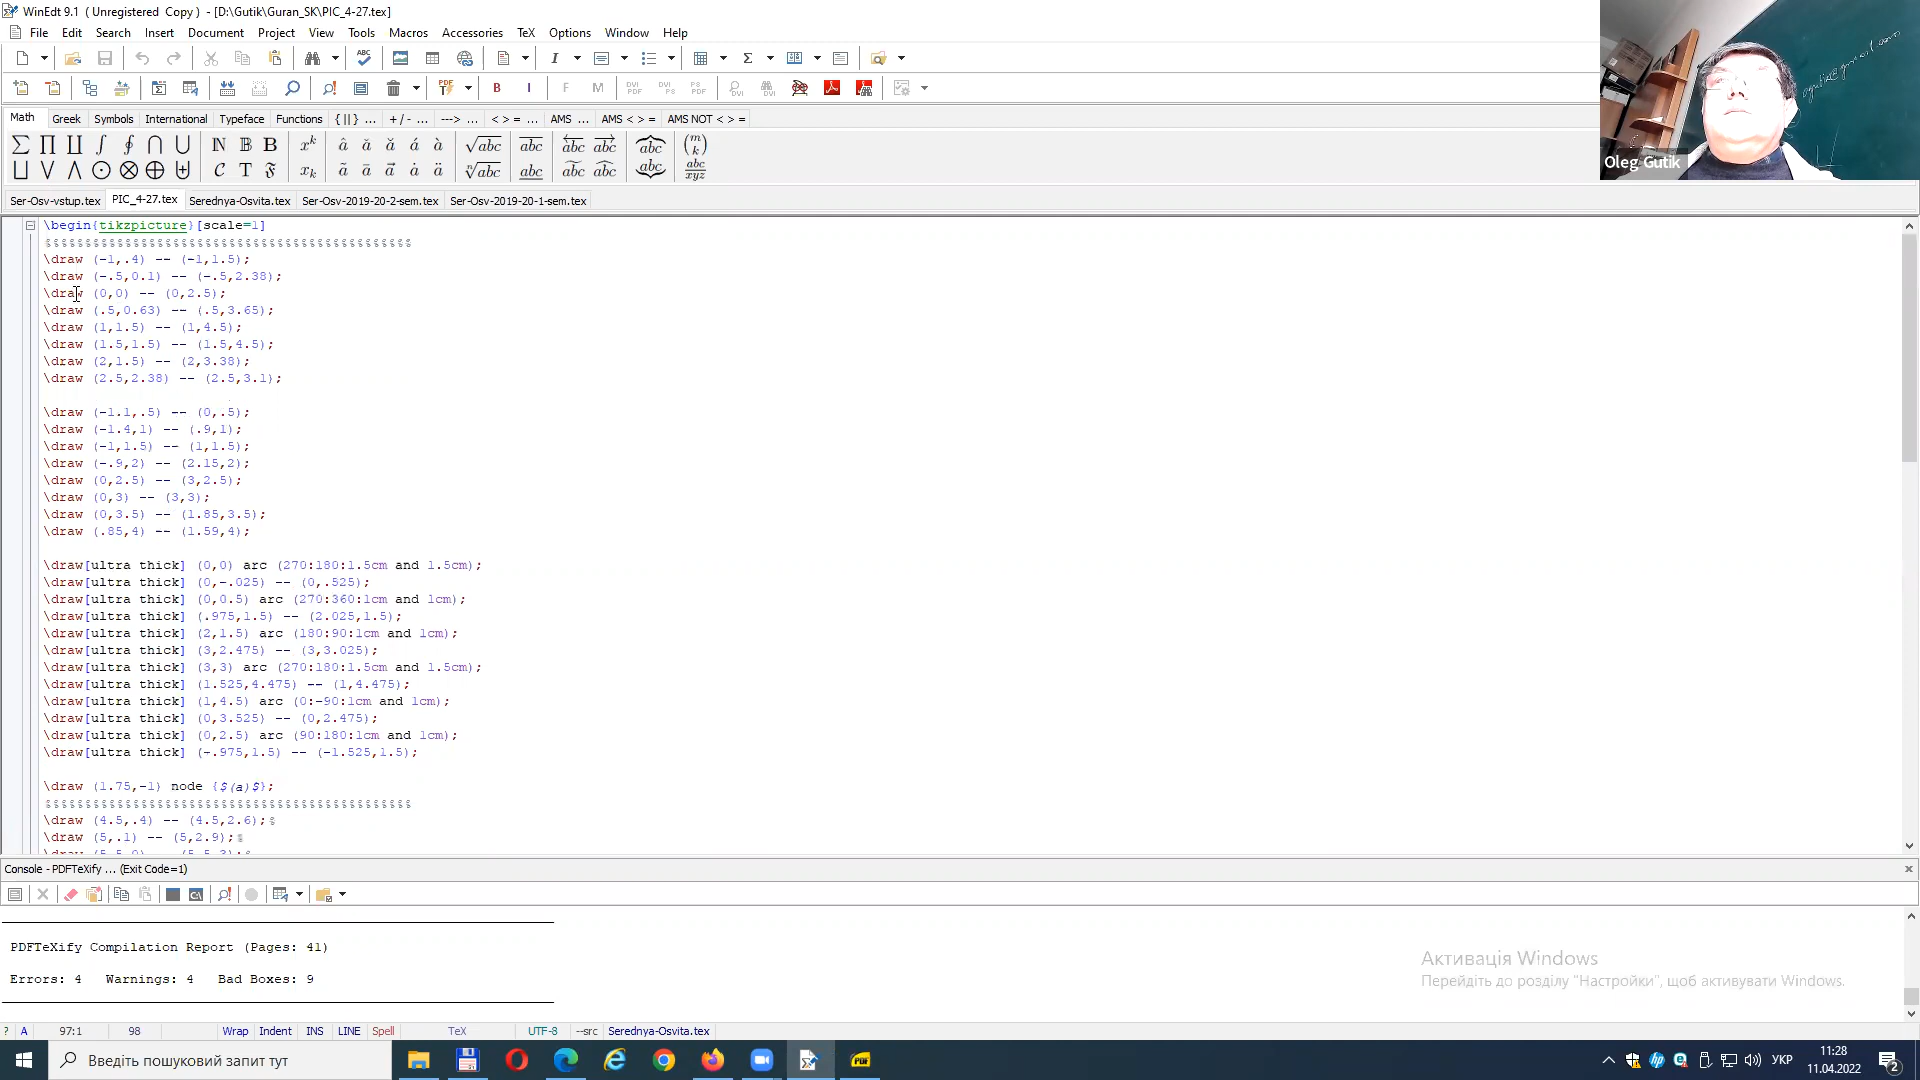 WinEdt 9.1 (Unregistered Copy) - [D:\Gutik\Guran_SK\PIC_4-27.tex]
File Edit Search Insert Document Project View Tools Macros Accessories TeX Options Window Help
Math Greek Symbols International Typeface Functions { || } ... + / - ... ---> ... < > = ... AMS ... AMS < > = ... AMS NOT < > =
Ser-Osv-vstup.tex PIC_4-27.tex Serednya-Osvita.tex Ser-Osv-2019-20-2-sem.tex Ser-Osv-2019-20-1-sem.tex
Oleg Gutik
\begin{tikzpicture}[scale=1]
%%%%%%%%%%%%%%%%%%%%%%%%%%%%%%%%%%%%%%%%%%%%%%
\draw (-1,.4) -- (-1,1.5);
\draw (-.5,0.1) -- (-.5,2.38);
\draw (0,0) -- (0,2.5);
\draw (.5,0.63) -- (.5,3.65);
\draw (1,1.5) -- (1,4.5);
\draw (1.5,1.5) -- (1.5,4.5);
\draw (2,1.5) -- (2,3.38);
\draw (2.5,2.38) -- (2.5,3.1);
\draw (-1.1,.5) -- (0,.5);
\draw (-1.4,1) -- (.9,1);
\draw (-1,1.5) -- (1,1.5);
\draw (-.9,2) -- (2.15,2);
\draw (0,2.5) -- (3,2.5);
\draw (0,3) -- (3,3);
\draw (0,3.5) -- (1.85,3.5);
\draw (.85,4) -- (1.59,4);
\draw[ultra thick] (0,0) arc (270:180:1.5cm and 1.5cm);
\draw[ultra thick] (0,-.025) -- (0,.525);
\draw[ultra thick] (0,0.5) arc (270:360:1cm and 1cm);
\draw[ultra thick] (.975,1.5) -- (2.025,1.5);
\draw[ultra thick] (2,1.5) arc (180:90:1cm and 1cm);
\draw[ultra thick] (3,2.475) -- (3,3.025);
\draw[ultra thick] (3,3) arc (270:180:1.5cm and 1.5cm);
\draw[ultra thick] (1.525,4.475) -- (1,4.475);
\draw[ultra thick] (1,4.5) arc (0:-90:1cm and 1cm);
\draw[ultra thick] (0,3.525) -- (0,2.475);
\draw[ultra thick] (0,2.5) arc (90:180:1cm and 1cm);
\draw[ultra thick] (-.975,1.5) -- (-1.525,1.5);
\draw (1.75,-1) node {$(a)$};
%%%%%%%%%%%%%%%%%%%%%%%%%%%%%%%%%%%%%%%%%%%%%%
\draw (4.5,.4) -- (4.5,2.6);%
\draw (5,.1) -- (5,2.9);%
Console - PDFTeXify ... (Exit Code=1)
PDFTeXify Compilation Report (Pages: 41)
Errors: 4 Warnings: 4 Bad Boxes: 9
Активація Windows
Перейдіть до розділу "Настройки", щоб активувати Windows.
? A 97:1 98 Wrap Indent INS LINE Spell TeX UTF-8 --src Serednya-Osvita.tex
Введіть пошуковий запит тут
УКР
11:28
11.04.2022
2